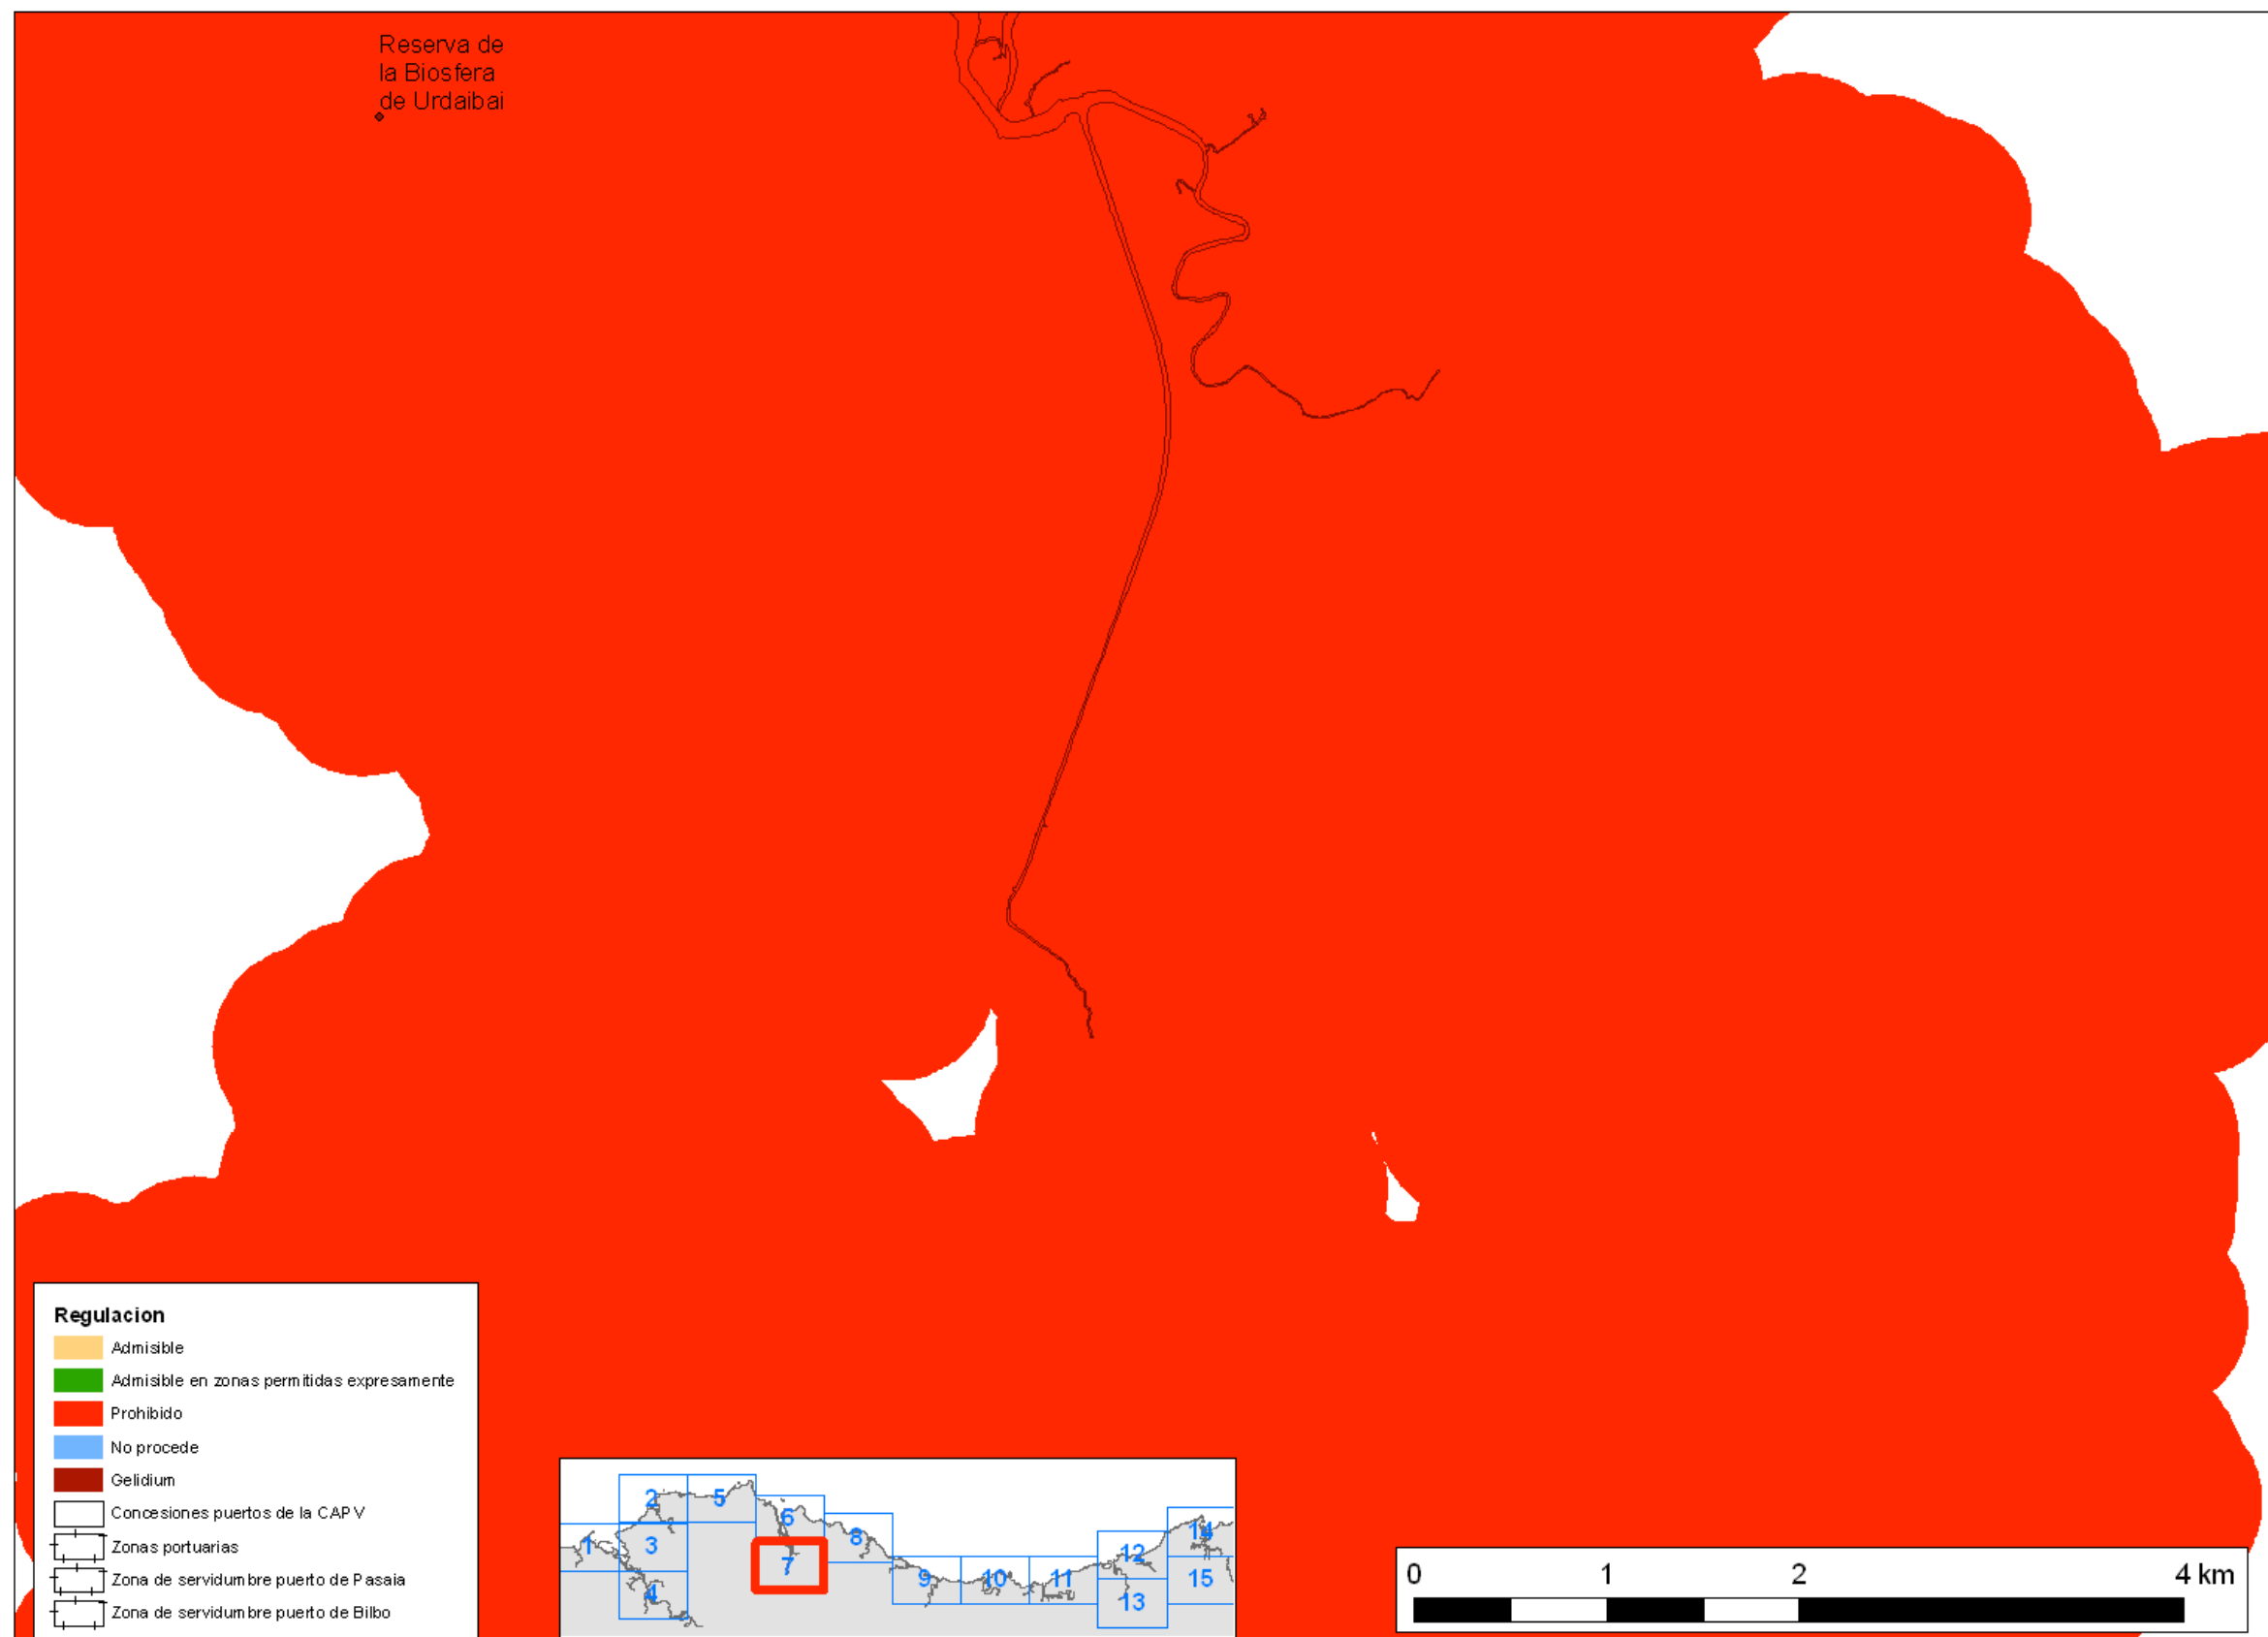 Reserva de
la Biosfera
de Urdaibai
Regulacion
Admisible
Admisible en zonas permitidas expresamente
Prohibido
No procede
Gelidium
Concesiones puertos de la CAPV
Zonas portuarias
Zona de servidumbre puerto de Pasaia
Zona de servidumbre puerto de Bilbo
1
2
3
4
5
6
7
8
9
10
11
12
13
14
15
0 1 2 4 km